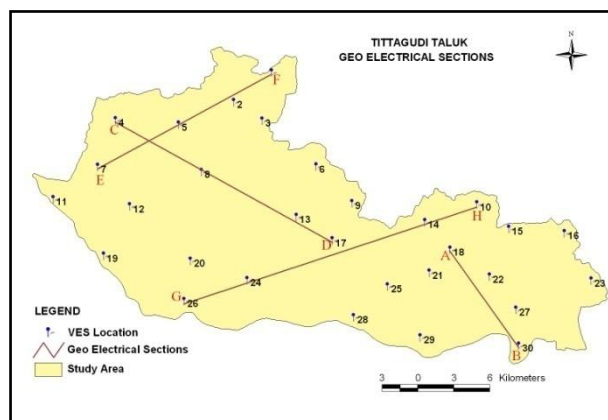 TITTAGUDI TALUK
GEO ELECTRICAL SECTIONS
N
F
2
4
C
5
3
7
E
8
6
11
12
9
10
H
13
14
15
16
D
17
A
18
19
20
21
22
23
24
25
G
26
27
28
29
30
B
LEGEND
VES Location
Geo Electrical Sections
Study Area
3 0 3 6 Kilometers